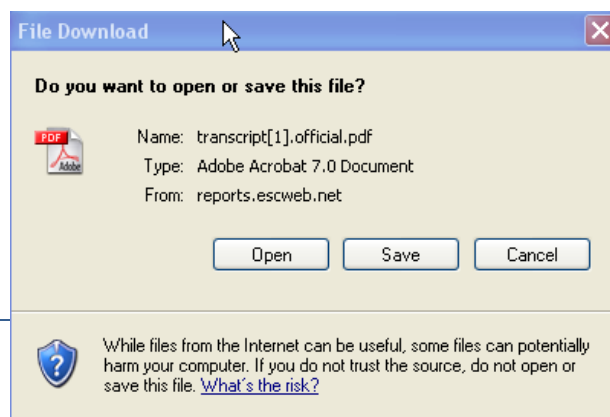 File Download
Do you want to open or save this file?
PDF
Adobe
Name: transcript[1].official.pdf
Type: Adobe Acrobat 7.0 Document
From: reports.escweb.net
Open Save Cancel
While files from the Internet can be useful, some files can potentially
harm your computer. If you do not trust the source, do not open or
save this file. What's the risk?